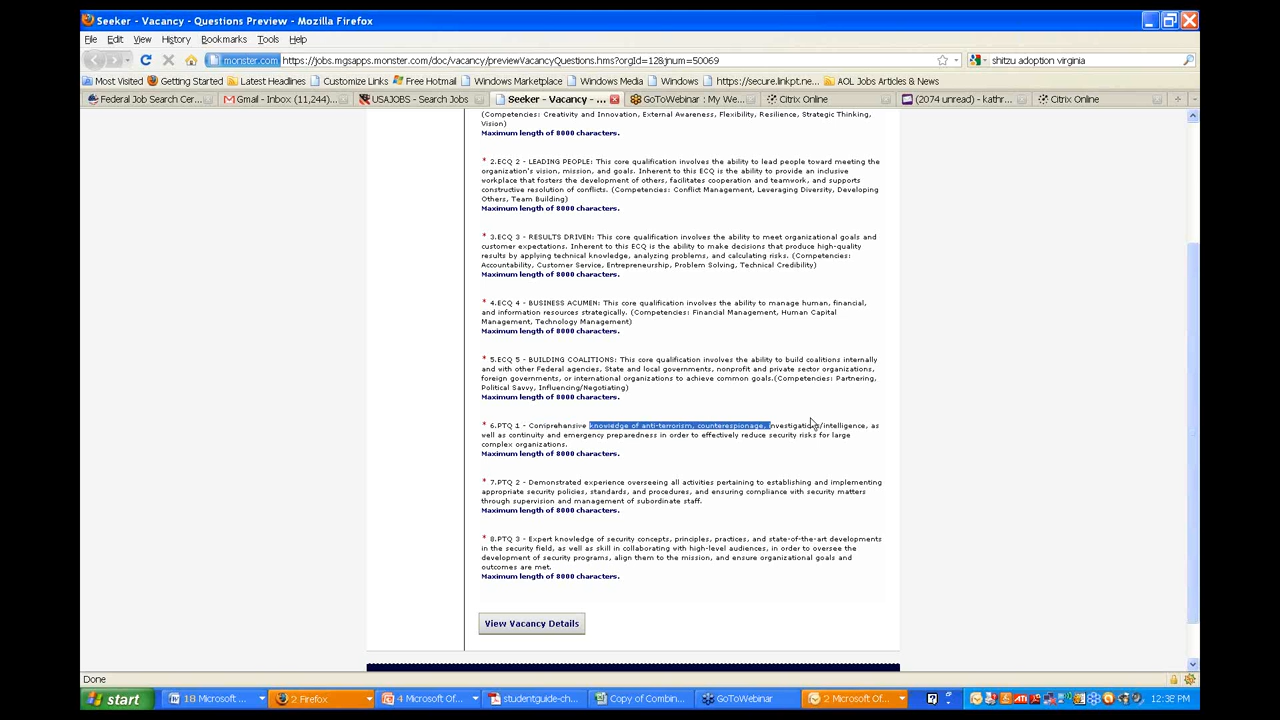 Seeker - Vacancy - Questions Preview - Mozilla Firefox
File Edit View History Bookmarks Tools Help
monster.com https://jobs.mgsapps.monster.com/doc/vacancy/previewVacancyQuestions.hms?orgId=12&jnum=50069 shitzu adoption virginia
Most Visited Getting Started Latest Headlines Customize Links Free Hotmail Windows Marketplace Windows Media Windows https://secure.linkpt.ne... AOL Jobs Articles & News
Federal Job Search Cer... Gmail - Inbox (11,244)... USAJOBS - Search Jobs Seeker - Vacancy - ... GoToWebinar : My We... Citrix Online (2074 unread) - kathr... Citrix Online
(Competencies: Creativity and Innovation, External Awareness, Flexibility, Resilience, Strategic Thinking,
Vision)
Maximum length of 8000 characters.
* 2.ECQ 2 - LEADING PEOPLE: This core qualification involves the ability to lead people toward meeting the
organization's vision, mission, and goals. Inherent to this ECQ is the ability to provide an inclusive
workplace that fosters the development of others, facilitates cooperation and teamwork, and supports
constructive resolution of conflicts. (Competencies: Conflict Management, Leveraging Diversity, Developing
Others, Team Building)
Maximum length of 8000 characters.
* 3.ECQ 3 - RESULTS DRIVEN: This core qualification involves the ability to meet organizational goals and
customer expectations. Inherent to this ECQ is the ability to make decisions that produce high-quality
results by applying technical knowledge, analyzing problems, and calculating risks. (Competencies:
Accountability, Customer Service, Entrepreneurship, Problem Solving, Technical Credibility)
Maximum length of 8000 characters.
* 4.ECQ 4 - BUSINESS ACUMEN: This core qualification involves the ability to manage human, financial,
and information resources strategically. (Competencies: Financial Management, Human Capital
Management, Technology Management)
Maximum length of 8000 characters.
* 5.ECQ 5 - BUILDING COALITIONS: This core qualification involves the ability to build coalitions internally
and with other Federal agencies, State and local governments, nonprofit and private sector organizations,
foreign governments, or international organizations to achieve common goals.(Competencies: Partnering,
Political Savvy, Influencing/Negotiating)
Maximum length of 8000 characters.
* 6.PTQ 1 - Comprehensive knowledge of anti-terrorism, counterespionage, investigations/intelligence, as
well as continuity and emergency preparedness in order to effectively reduce security risks for large
complex organizations.
Maximum length of 8000 characters.
* 7.PTQ 2 - Demonstrated experience overseeing all activities pertaining to establishing and implementing
appropriate security policies, standards, and procedures, and ensuring compliance with security matters
through supervision and management of subordinate staff.
Maximum length of 8000 characters.
* 8.PTQ 3 - Expert knowledge of security concepts, principles, practices, and state-of-the-art developments
in the security field, as well as skill in collaborating with high-level audiences, in order to oversee the
development of security programs, align them to the mission, and ensure organizational goals and
outcomes are met.
Maximum length of 8000 characters.
View Vacancy Details
Done
start 18 Microsoft ... 2 Firefox 4 Microsoft Of... studentguide-ch... Copy of Combin... GoToWebinar 2 Microsoft Of... 12:38 PM